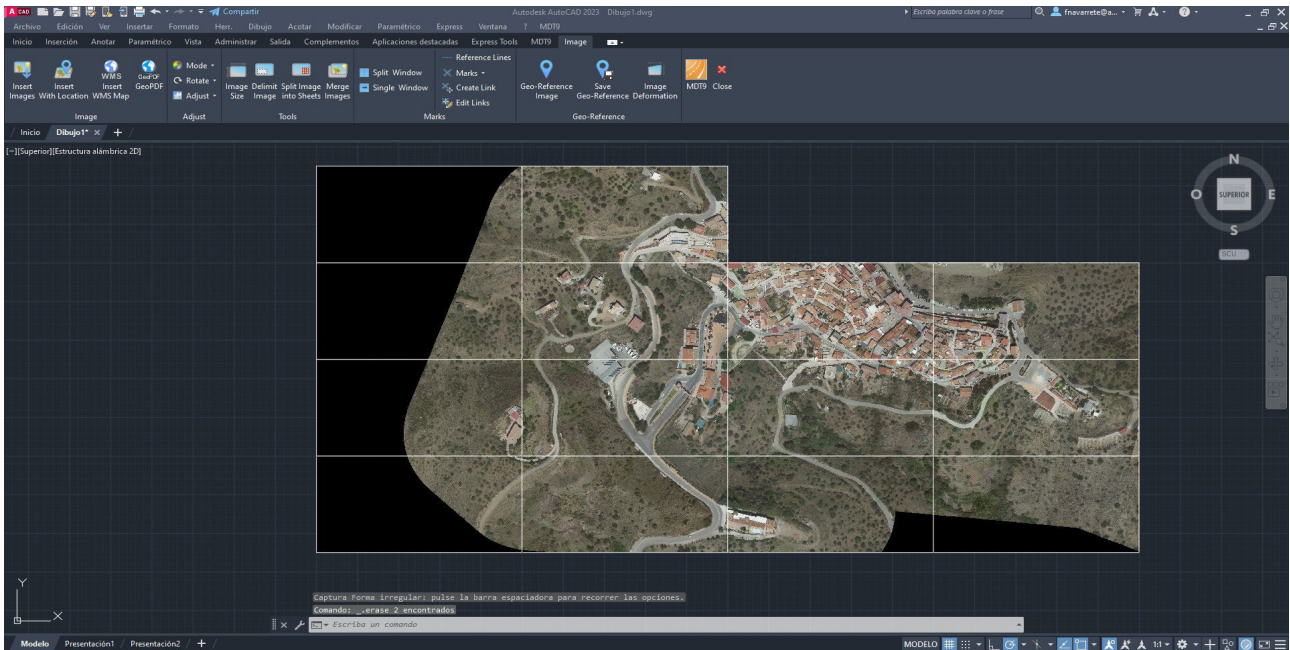 CAD Compartir Autodesk AutoCAD 2023 Dibujo1.dwg Escriba palabra clave o frase fnavarrete@a...
Archivo Edición Ver Insertar Formato Herr. Dibujo Acotar Modificar Paramétrico Express Ventana ? MDT9
Inicio Inserción Anotar Paramétrico Vista Administrar Salida Complementos Aplicaciones destacadas Express Tools MDT9 Image
Insert Images
Insert With Location
WMS Insert WMS Map
GeoPDF GeoPDF
Mode
Rotate
Adjust
Image Size
Delimit Image
Split Image into Sheets
Merge Images
Split Window
Single Window
Reference Lines
Marks
Create Link
Edit Links
Geo-Reference Image
Save Geo-Reference
Image Deformation
MDT9
Close
Image Adjust Tools Marks Geo-Reference
Inicio Dibujo1* × +
[−][Superior][Estructura alámbrica 2D]
N
O SUPERIOR E
S
SCU
Y
X
Captura Forma irregular: pulse la barra espaciadora para recorrer las opciones.
Comando: _.erase 2 encontrados
Escriba un comando
Modelo Presentación1 Presentación2 + MODELO 1:1